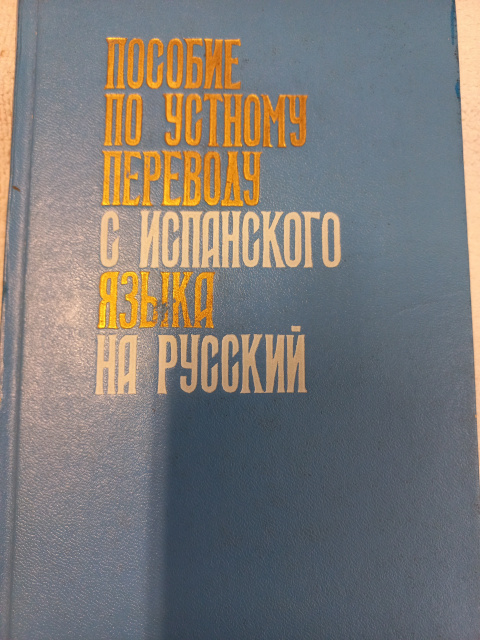 ПОСОБИЕ
ПО УСТНОМУ
ПЕРЕВОДУ
С ИСПАНСКОГО
ЯЗЫКА
НА РУССКИЙ